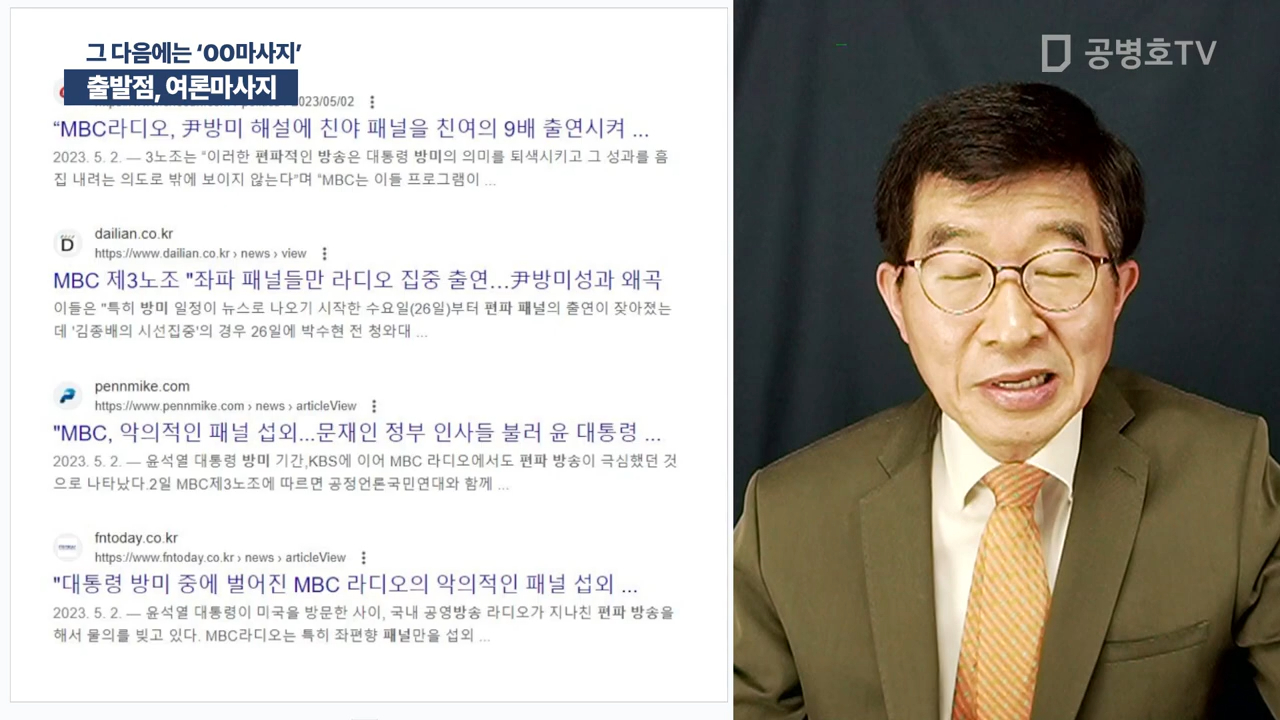 그 다음에는 ‘OO마사지’
출발점, 여론마사지
공병호TV
2023/05/02
“MBC라디오, 尹방미 해설에 친야 패널을 친여의 9배 출연시켜 ...
2023. 5. 2. — 3노조는 “이러한 편파적인 방송은 대통령 방미의 의미를 퇴색시키고 그 성과를 흠
집 내려는 의도로 밖에 보이지 않는다”며 “MBC는 이들 프로그램이 ...
D
dailian.co.kr
https://www.dailian.co.kr › news › view
MBC 제3노조 "좌파 패널들만 라디오 집중 출연...尹방미성과 왜곡
이들은 "특히 방미 일정이 뉴스로 나오기 시작한 수요일(26일)부터 편파 패널의 출연이 잦아졌는
데 '김종배의 시선집중'의 경우 26일에 박수현 전 청와대 ...
pennmike.com
https://www.pennmike.com › news › articleView
"MBC, 악의적인 패널 섭외...문재인 정부 인사들 불러 윤 대통령 ...
2023. 5. 2. — 윤석열 대통령 방미 기간,KBS에 이어 MBC 라디오에서도 편파 방송이 극심했던 것
으로 나타났다.2일 MBC제3노조에 따르면 공정언론국민연대와 함께 ...
fntoday.co.kr
https://www.fntoday.co.kr › news › articleView
"대통령 방미 중에 벌어진 MBC 라디오의 악의적인 패널 섭외 ...
2023. 5. 2. — 윤석열 대통령이 미국을 방문한 사이, 국내 공영방송 라디오가 지나친 편파 방송을
해서 물의를 빚고 있다. MBC라디오는 특히 좌편향 패널만을 섭외 ...